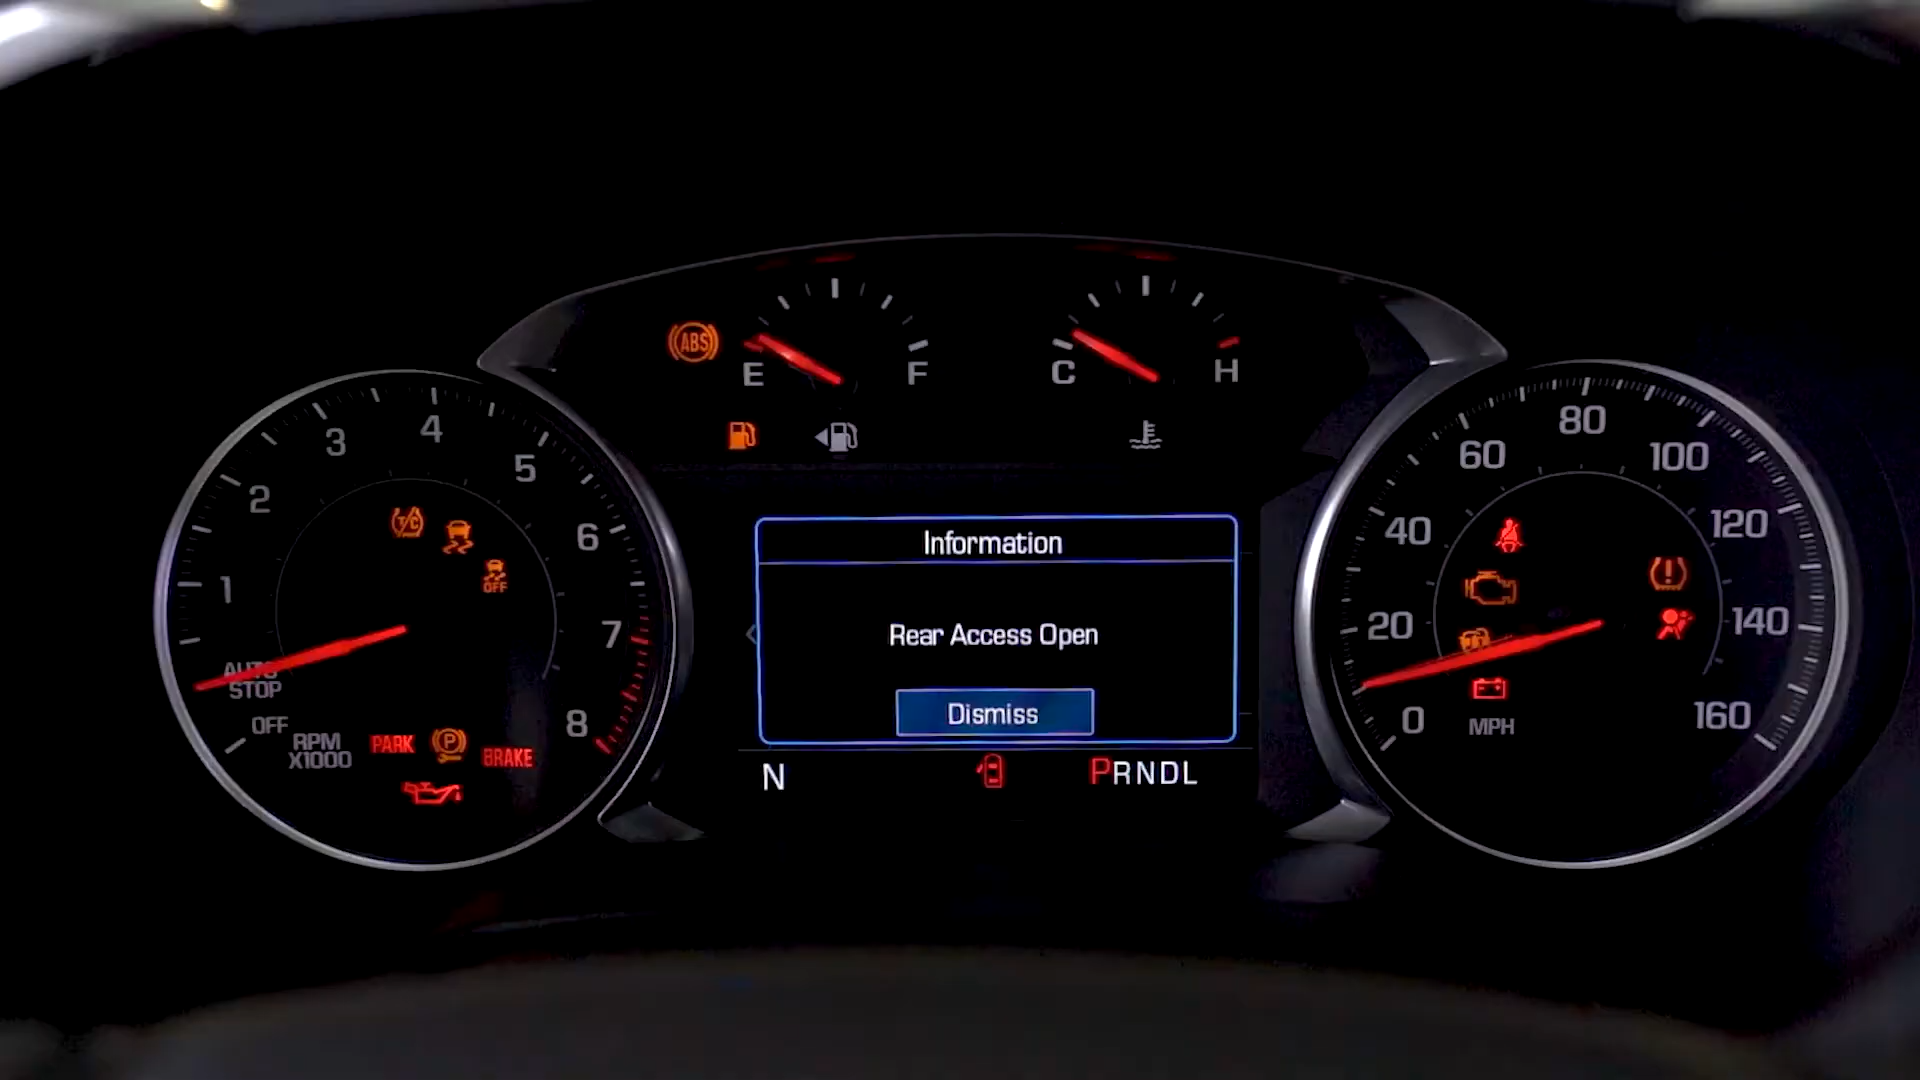 ABS
E
F
C
H
1
2
3
4
5
6
7
8
T/C
OFF
AUTO
STOP
OFF
RPM
X1000
PARK
P
BRAKE
Information
Rear Access Open
Dismiss
N
PRNDL
0
20
40
60
80
100
120
140
160
MPH